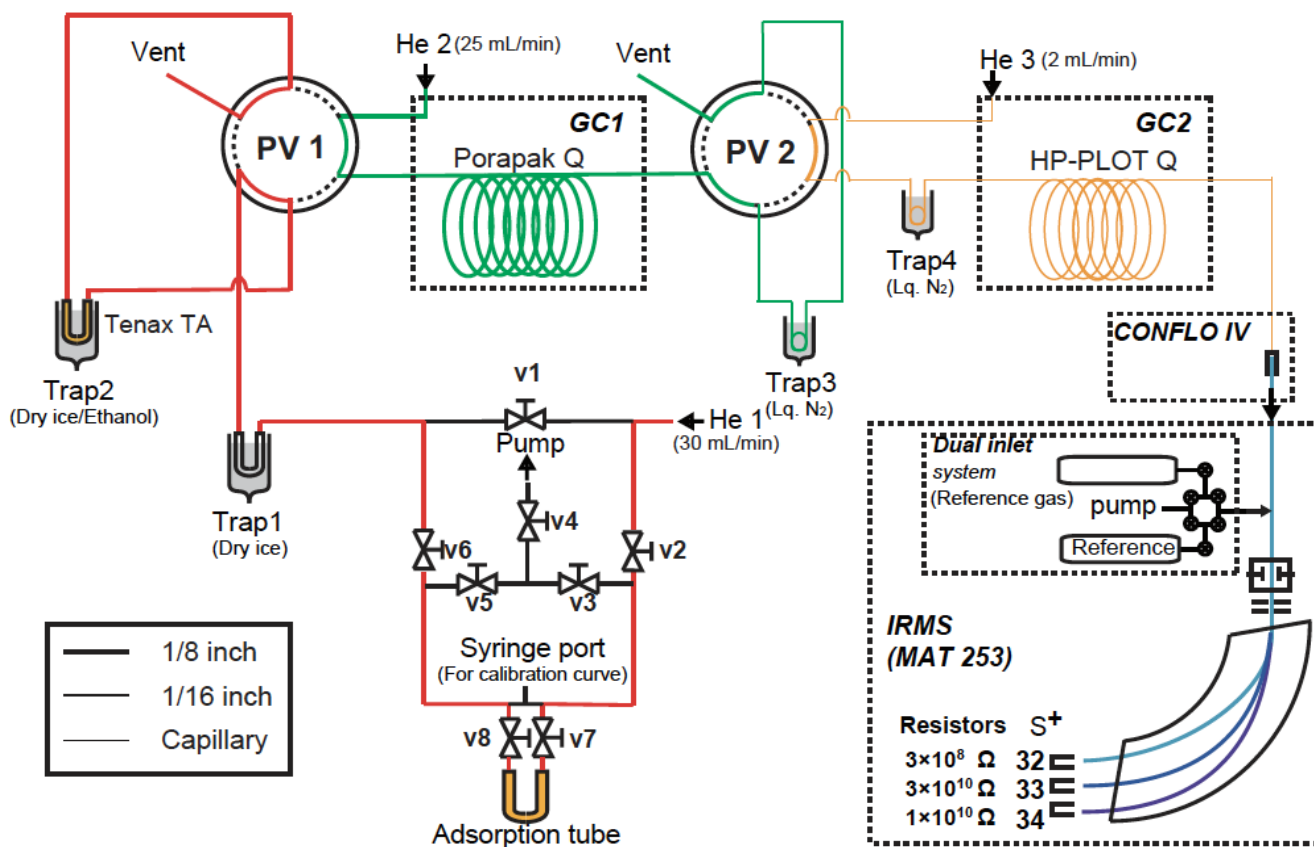 Vent
He 2 (25 mL/min)
PV 1
GC1
Porapak Q
Vent
PV 2
He 3 (2 mL/min)
GC2
HP-PLOT Q
Tenax TA
Trap2
(Dry ice/Ethanol)
Trap1
(Dry ice)
Trap3
(Lq. N₂)
Trap4
(Lq. N₂)
CONFLO IV
v1
Pump
He 1
(30 mL/min)
v4
v6
v2
v5
v3
Syringe port
(For calibration curve)
v8
v7
Adsorption tube
1/8 inch
1/16 inch
Capillary
Dual inlet
system
(Reference gas)
pump
Reference
IRMS
(MAT 253)
Resistors S⁺
3×10⁸ Ω 32
3×10¹⁰ Ω 33
1×10¹⁰ Ω 34